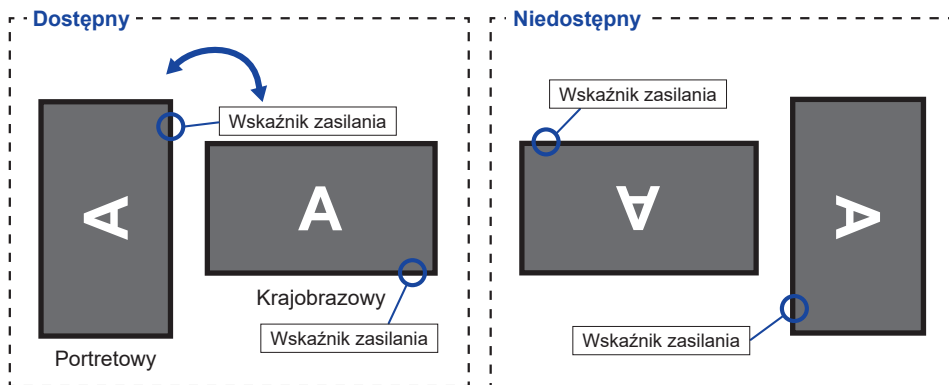 Dostępny
Wskaźnik zasilania
A
A
Krajobrazowy
Wskaźnik zasilania
Portretowy
Niedostępny
Wskaźnik zasilania
A
A
Wskaźnik zasilania